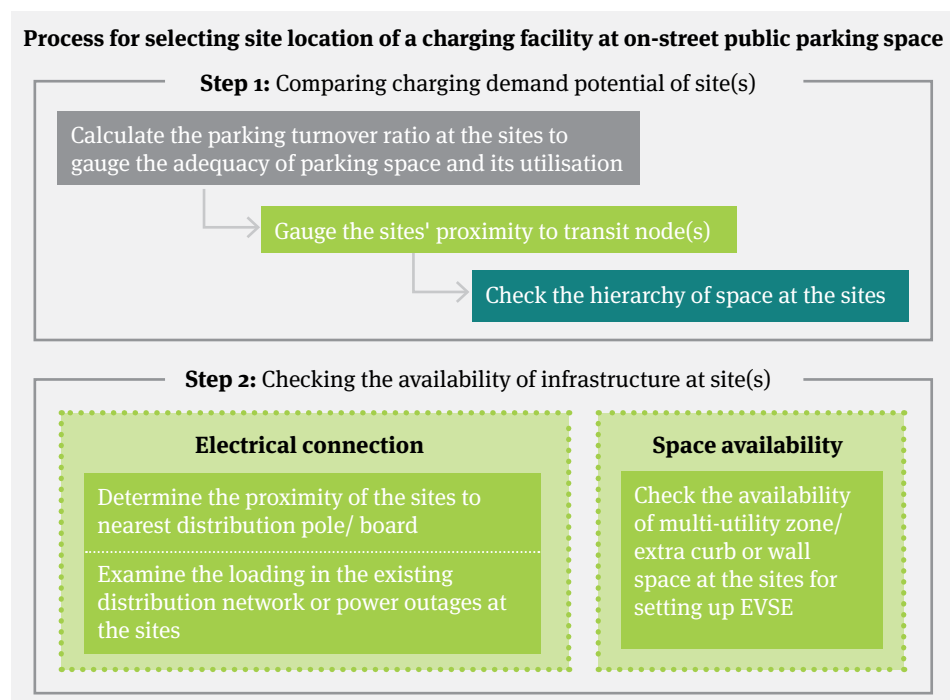 Process for selecting site location of a charging facility at on-street public parking space
Step 1: Comparing charging demand potential of site(s)
Calculate the parking turnover ratio at the sites to
gauge the adequacy of parking space and its utilisation
Gauge the sites' proximity to transit node(s)
Check the hierarchy of space at the sites
Step 2: Checking the availability of infrastructure at site(s)
Electrical connection
Determine the proximity of the sites to
nearest distribution pole/ board
Examine the loading in the existing
distribution network or power outages at
the sites
Space availability
Check the availability
of multi-utility zone/
extra curb or wall
space at the sites for
setting up EVSE